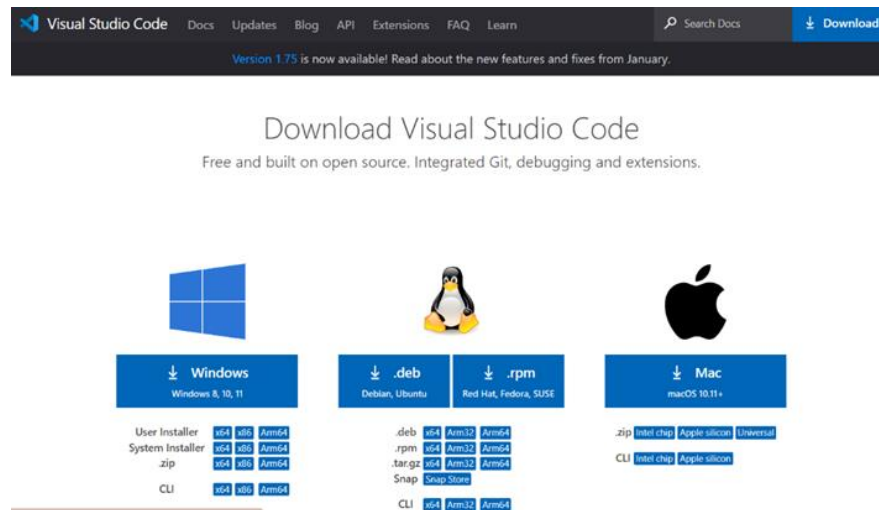 Visual Studio Code Docs Updates Blog API Extensions FAQ Learn Search Docs Download
Version 1.75 is now available! Read about the new features and fixes from January.
Download Visual Studio Code
Free and built on open source. Integrated Git, debugging and extensions.
Windows
Windows 8, 10, 11
User Installer x64 x86 Arm64
System Installer x64 x86 Arm64
.zip x64 x86 Arm64
CLI x64 x86 Arm64
.deb
Debian, Ubuntu
.rpm
Red Hat, Fedora, SUSE
.deb x64 Arm32 Arm64
.rpm x64 Arm32 Arm64
.tar.gz x64 Arm32 Arm64
Snap Snap Store
CLI x64 Arm32 Arm64
Mac
macOS 10.11+
.zip Intel chip Apple silicon Universal
CLI Intel chip Apple silicon